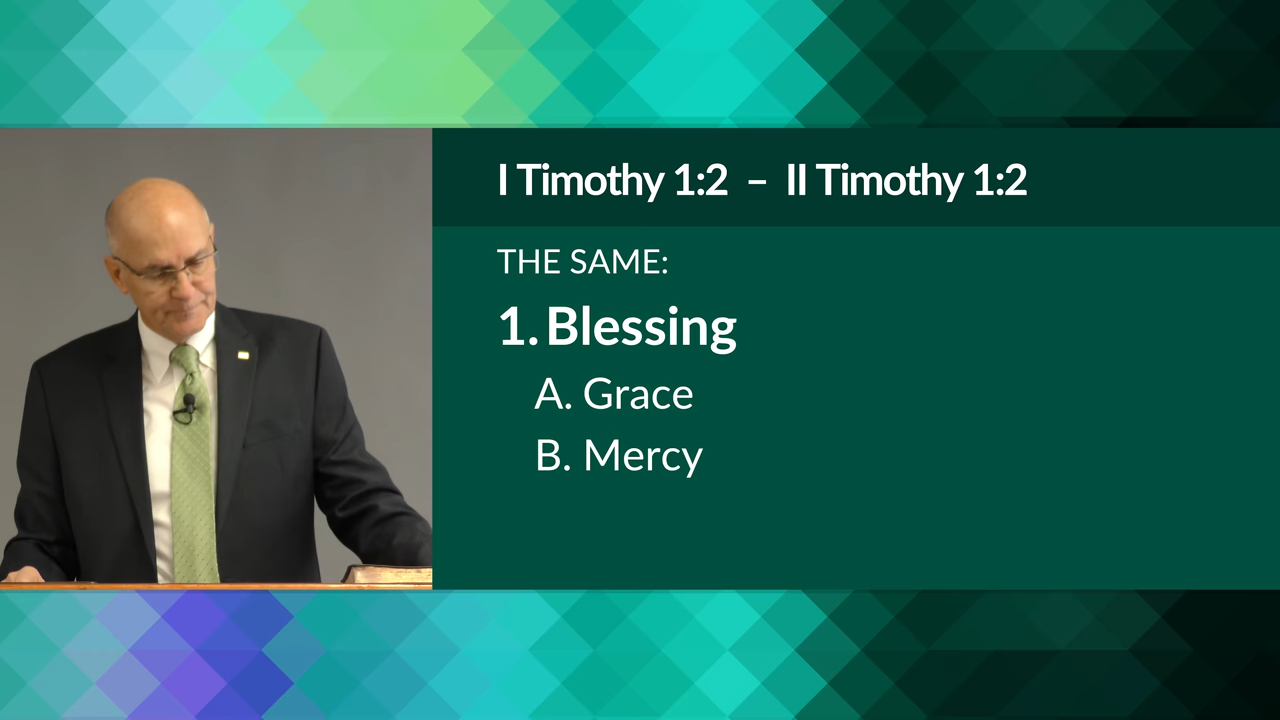 I Timothy 1:2 – II Timothy 1:2
THE SAME:
1. Blessing
A. Grace
B. Mercy